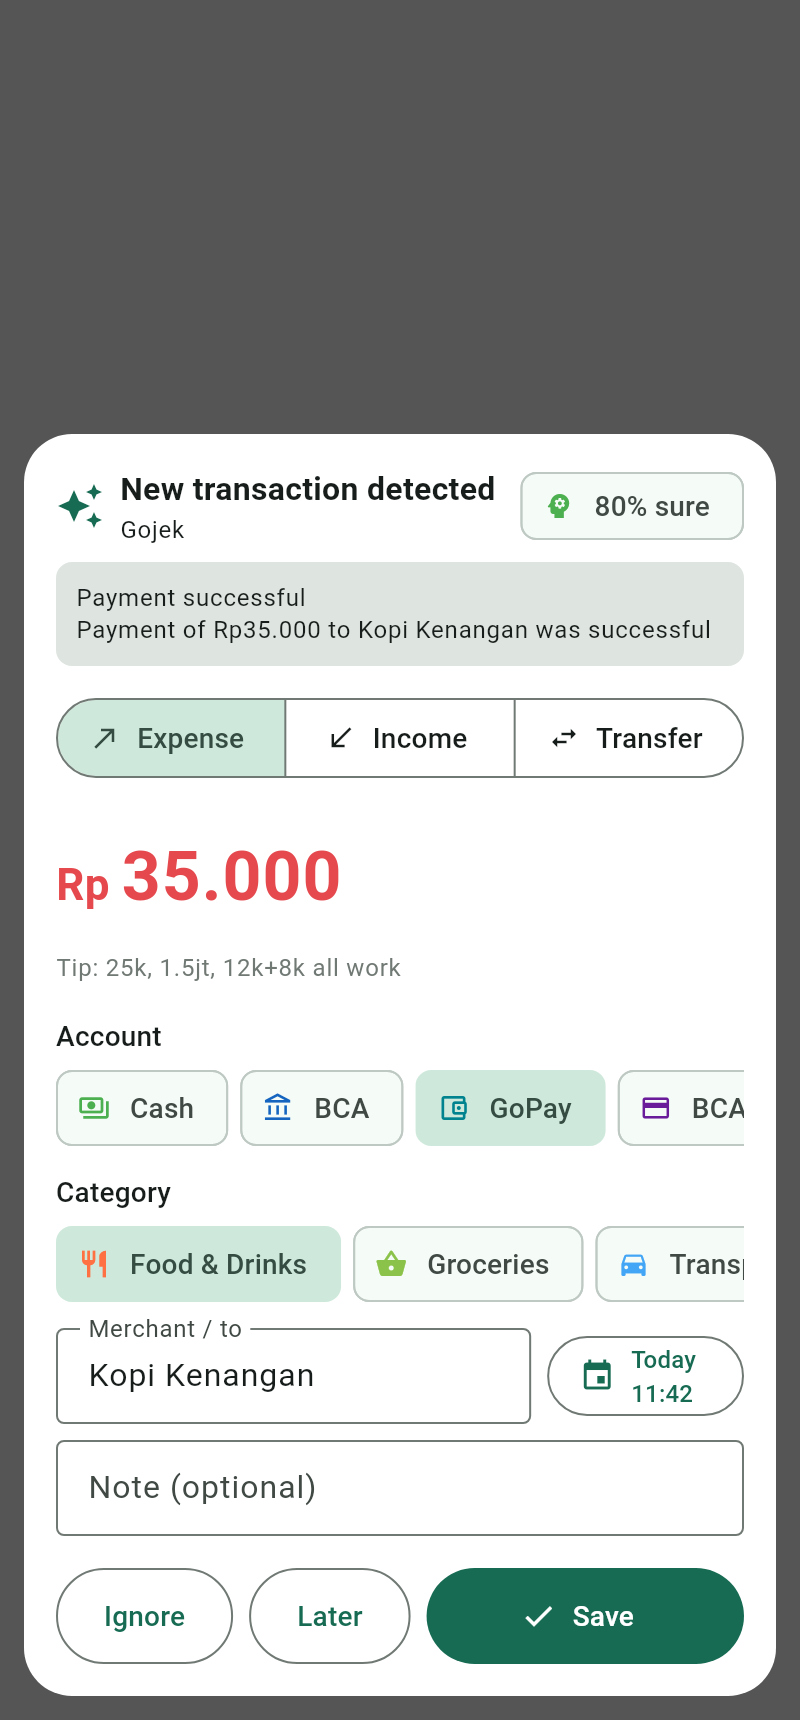 New transaction detected
Gojek
80% sure
Payment successful
Payment of Rp35.000 to Kopi Kenangan was successful
Expense
Income
Transfer
Rp 35.000
Tip: 25k, 1.5jt, 12k+8k all work
Account
Cash
BCA
GoPay
BCA
Category
Food & Drinks
Groceries
Transp
Merchant / to
Kopi Kenangan
Today
11:42
Note (optional)
Ignore
Later
Save